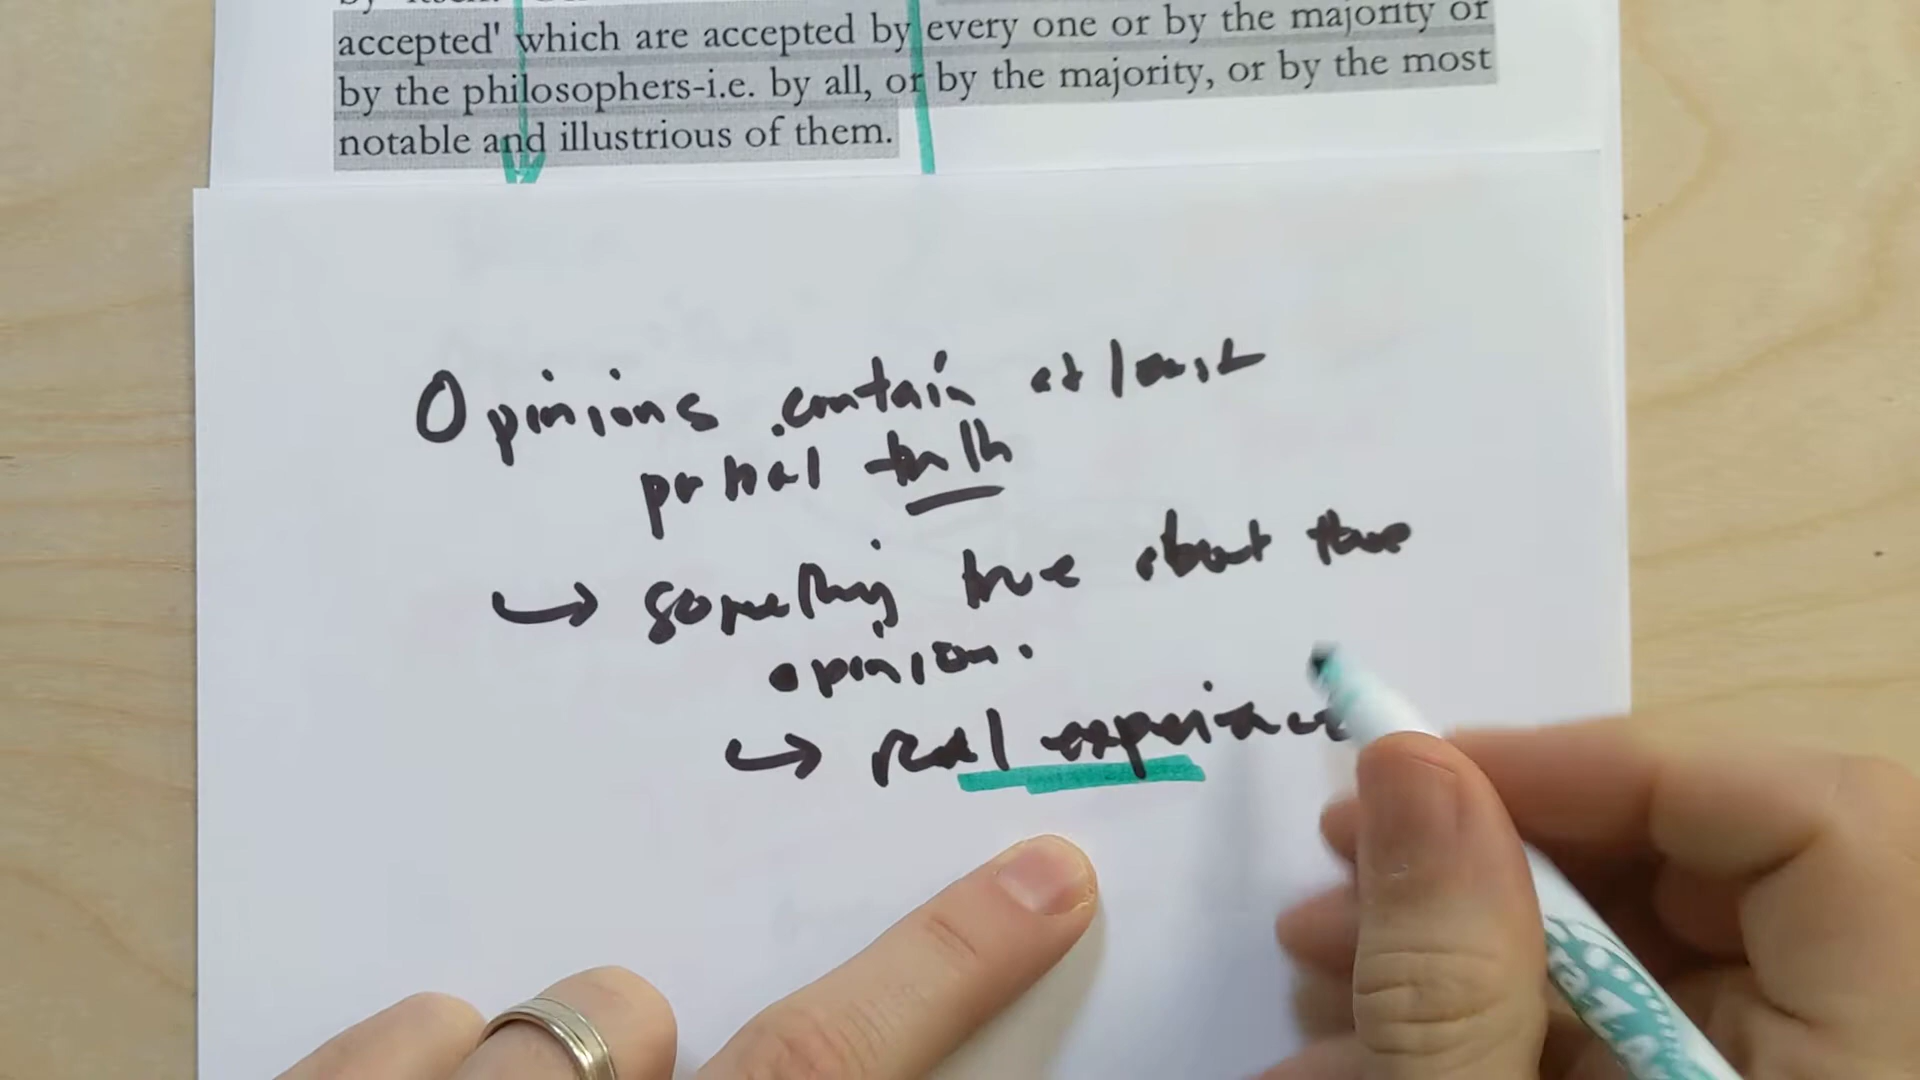 accepted' which are accepted by every one or by the majority or
by the philosophers-i.e. by all, or by the majority, or by the most
notable and illustrious of them.
Opinions contain at least
partial truth
↪ something true about those
opinion.
↪ real experience